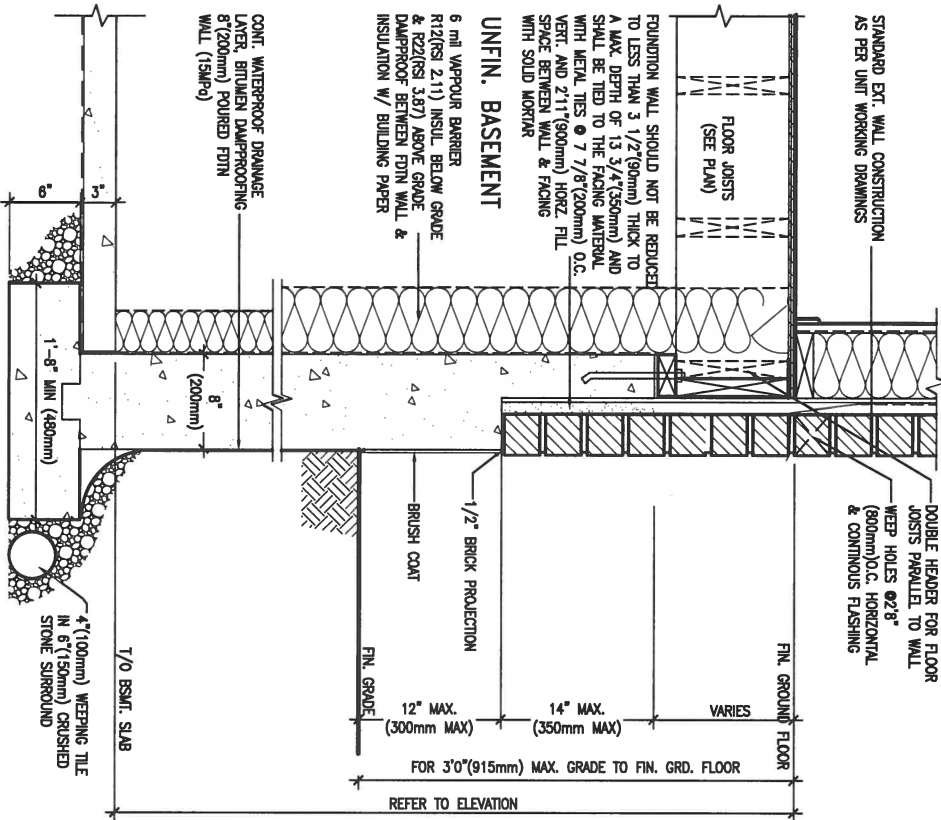 STANDARD EXT. WALL CONSTRUCTION
AS PER UNIT WORKING DRAWINGS
FLOOR JOISTS
(SEE PLAN)
FOUNDTION WALL SHOULD NOT BE REDUCED
TO LESS THAN 3 1/2"(90mm) THICK TO
A MAX. DEPTH OF 13 3/4"(350mm) AND
SHALL BE TIED TO THE FACING MATERIAL
WITH METAL TIES @ 7 7/8"(200mm) O.C.
VERT. AND 2'11"(900mm) HORZ. FILL
SPACE BETWEEN WALL & FACING
WITH SOLID MORTAR
UNFIN. BASEMENT
6 mil VAPPOUR BARRIER
R12(RSI 2.11) INSUL BELOW GRADE
& R22(RSI 3.87) ABOVE GRADE
DAMPPROOF BETWEEN FDTN WALL &
INSULATION W/ BUILDING PAPER
CONT. WATERPROOF DRAINAGE
LAYER, BITUMEN DAMPPROOFING
8"(200mm) POURED FDTN
WALL (15MPa)
3"
6"
8"
(200mm)
1'-8" MIN (480mm)
DOUBLE HEADER FOR FLOOR
JOISTS PARALLEL TO WALL
WEEP HOLES @2'8"
(800mm)O.C. HORIZONTAL
& CONTINOUS FLASHING
1/2" BRICK PROJECTION
BRUSH COAT
FIN. GROUND FLOOR
FIN. GRADE
T/O BSMT. SLAB
4"(100mm) WEEPING TILE
IN 6"(150mm) CRUSHED
STONE SURROUND
VARIES
14" MAX.
(350mm MAX)
12" MAX.
(300mm MAX)
FOR 3'0"(915mm) MAX. GRADE TO FIN. GRD. FLOOR
REFER TO ELEVATION